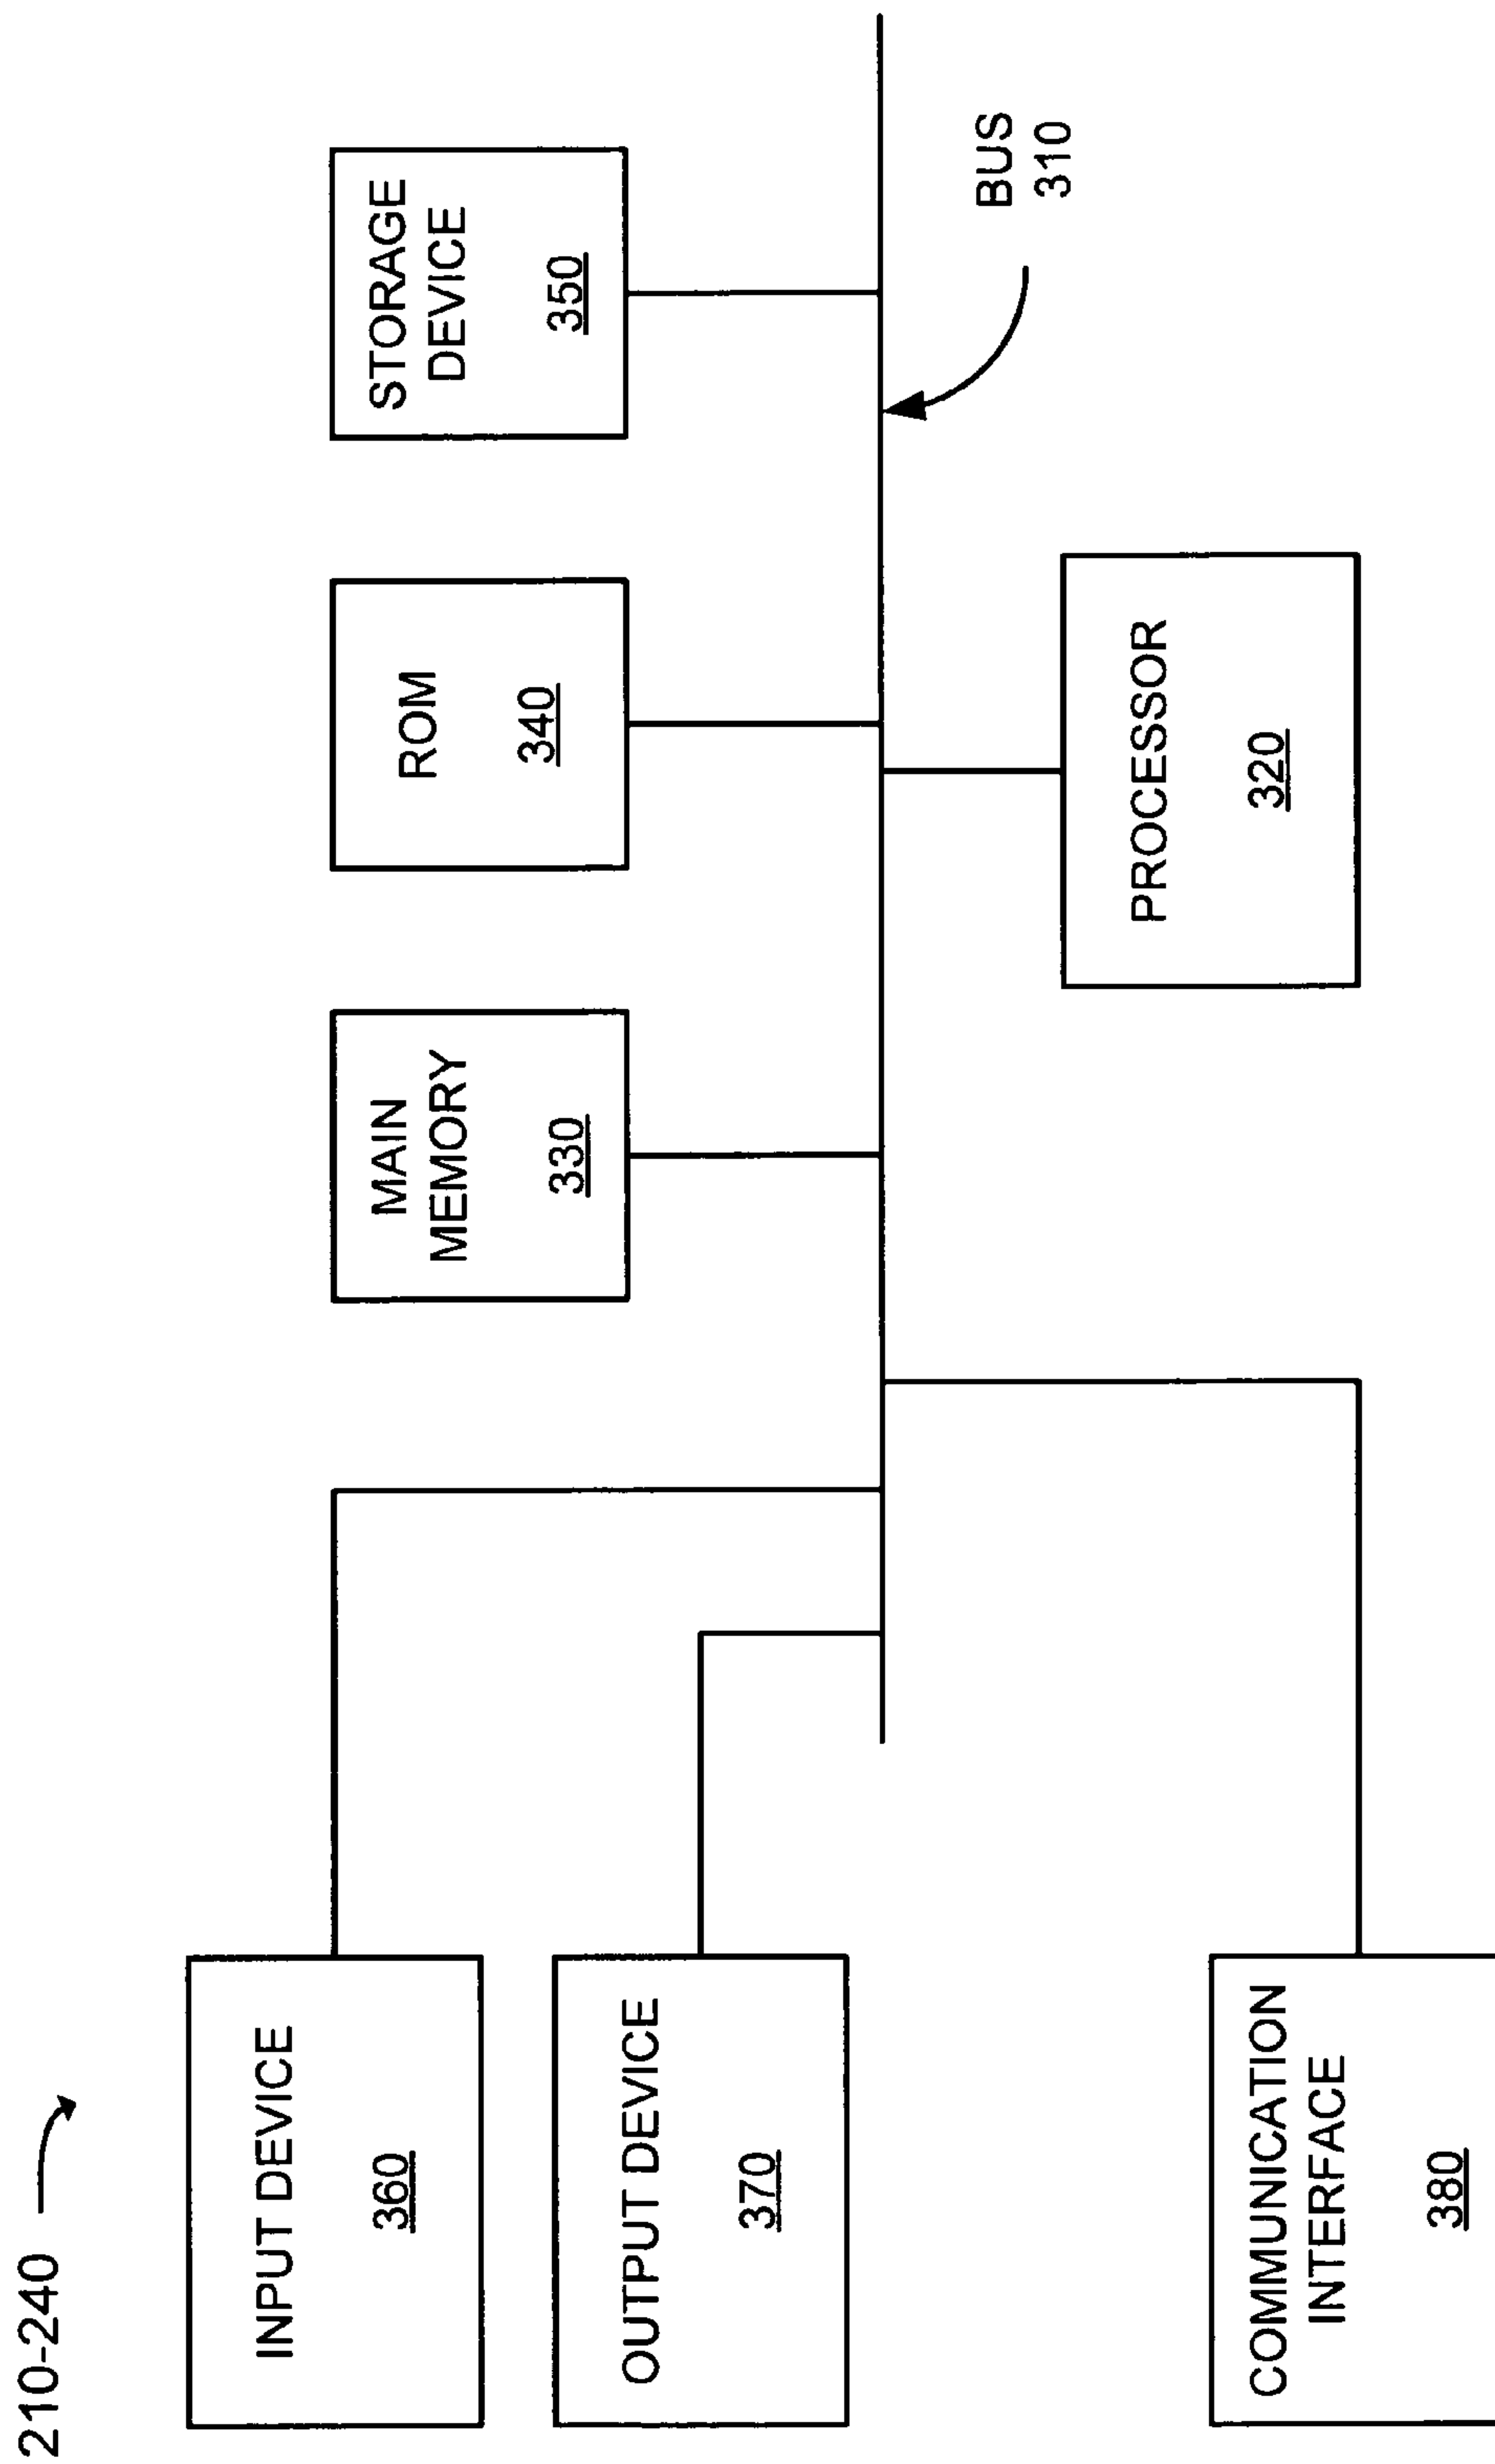 210-240
INPUT DEVICE
360
OUTPUT DEVICE
370
COMMUNICATION
INTERFACE
380
MAIN
MEMORY
330
ROM
340
STORAGE
DEVICE
350
PROCESSOR
320
BUS
310